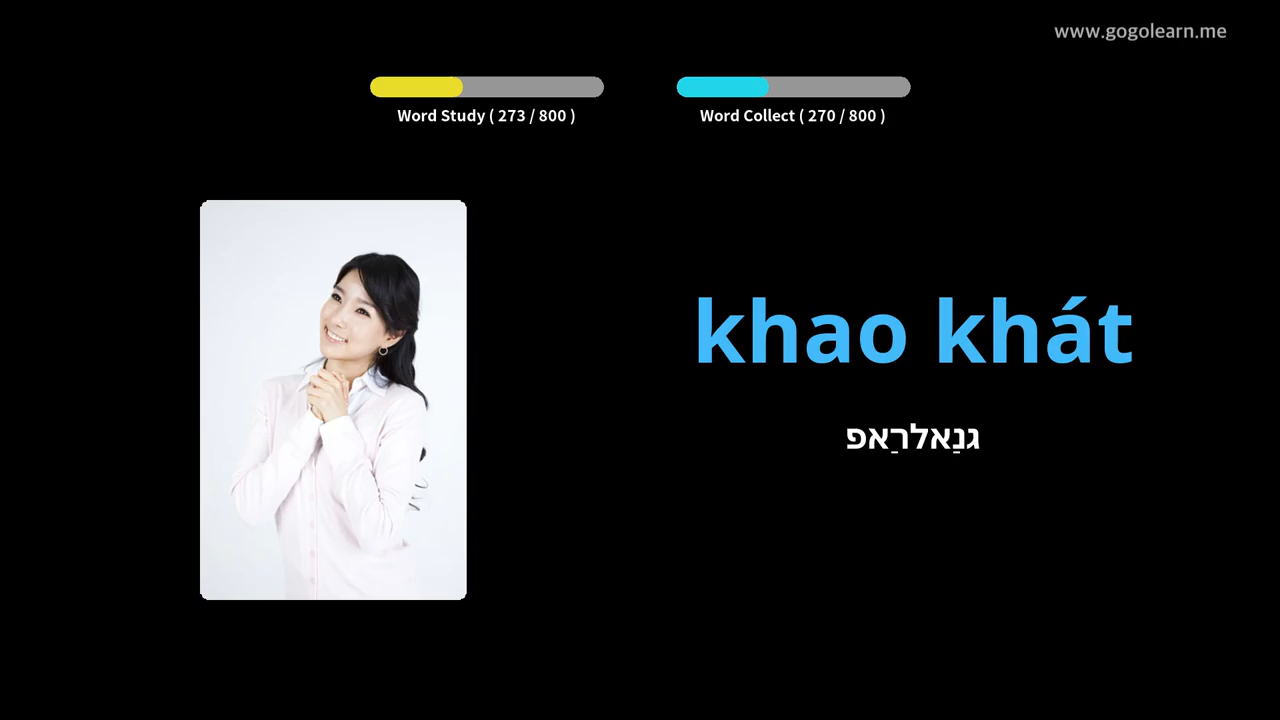 www.gogolearn.me
Word Study ( 273 / 800 )
Word Collect ( 270 / 800 )
khao khát
גנַאלרַאפ